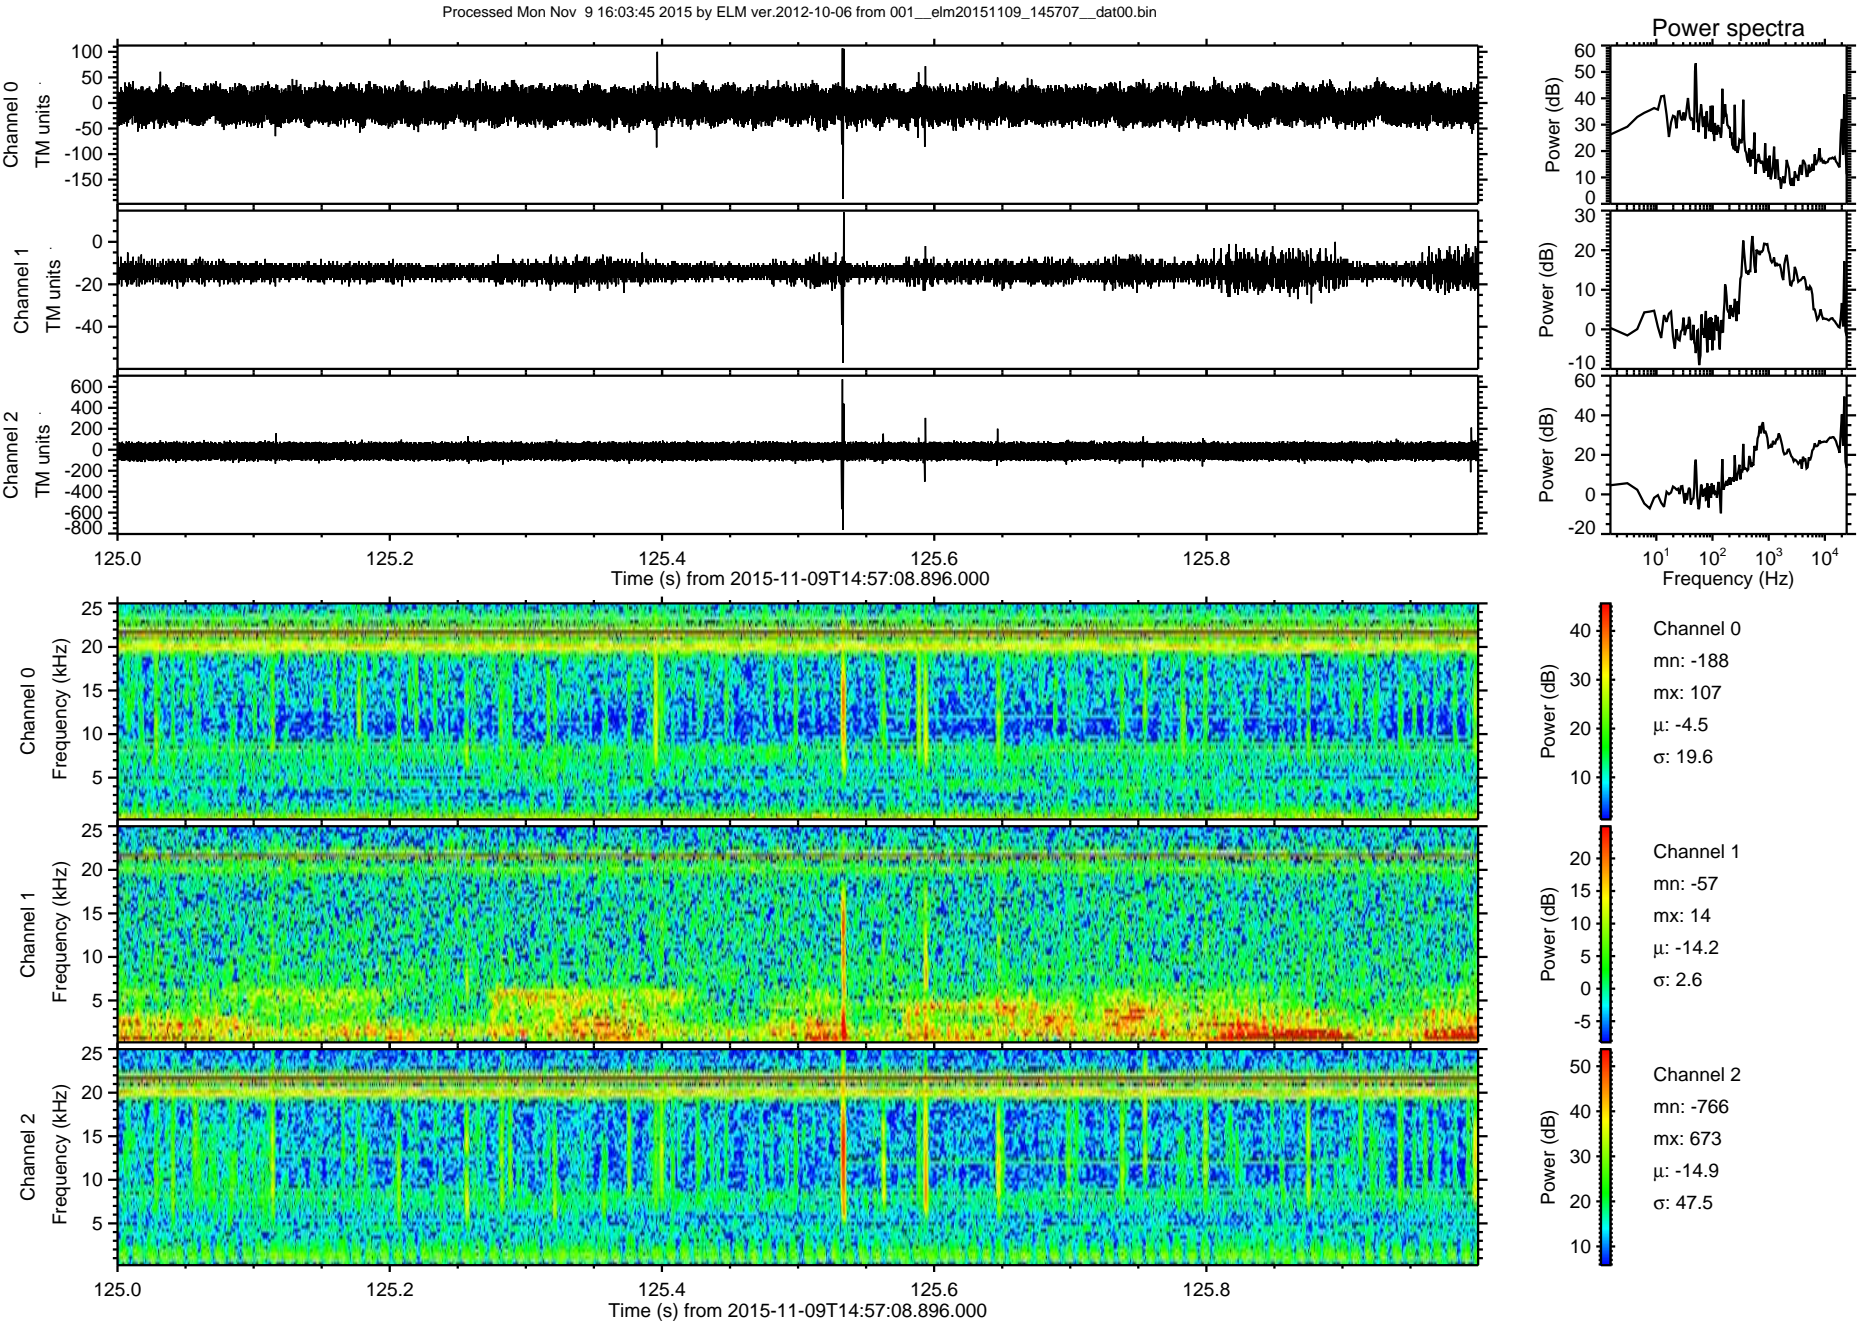 Processed Mon Nov  9 16:03:45 2015 by ELM ver.2012-10-06 from 001__elm20151109_145707__dat00.bin
Power spectra
Channel 0
TM units
100
50
0
-50
-100
-150
Power (dB)
60
50
40
30
20
10
0
Channel 1
TM units
0
-20
-40
Power (dB)
30
20
10
0
-10
Channel 2
TM units
600
400
200
0
-200
-400
-600
-800
Power (dB)
60
40
20
0
-20
125.0 125.2 125.4 125.6 125.8
Time (s) from 2015-11-09T14:57:08.896.000
10^1 10^2 10^3 10^4
Frequency (Hz)
Channel 0
Frequency (kHz)
25
20
15
10
5
Power (dB)
40
30
20
10
Channel 0
mn: -188
mx: 107
μ: -4.5
σ: 19.6
Channel 1
Frequency (kHz)
25
20
15
10
5
Power (dB)
20
15
10
5
0
-5
Channel 1
mn: -57
mx: 14
μ: -14.2
σ: 2.6
Channel 2
Frequency (kHz)
25
20
15
10
5
Power (dB)
50
40
30
20
10
Channel 2
mn: -766
mx: 673
μ: -14.9
σ: 47.5
125.0 125.2 125.4 125.6 125.8
Time (s) from 2015-11-09T14:57:08.896.000